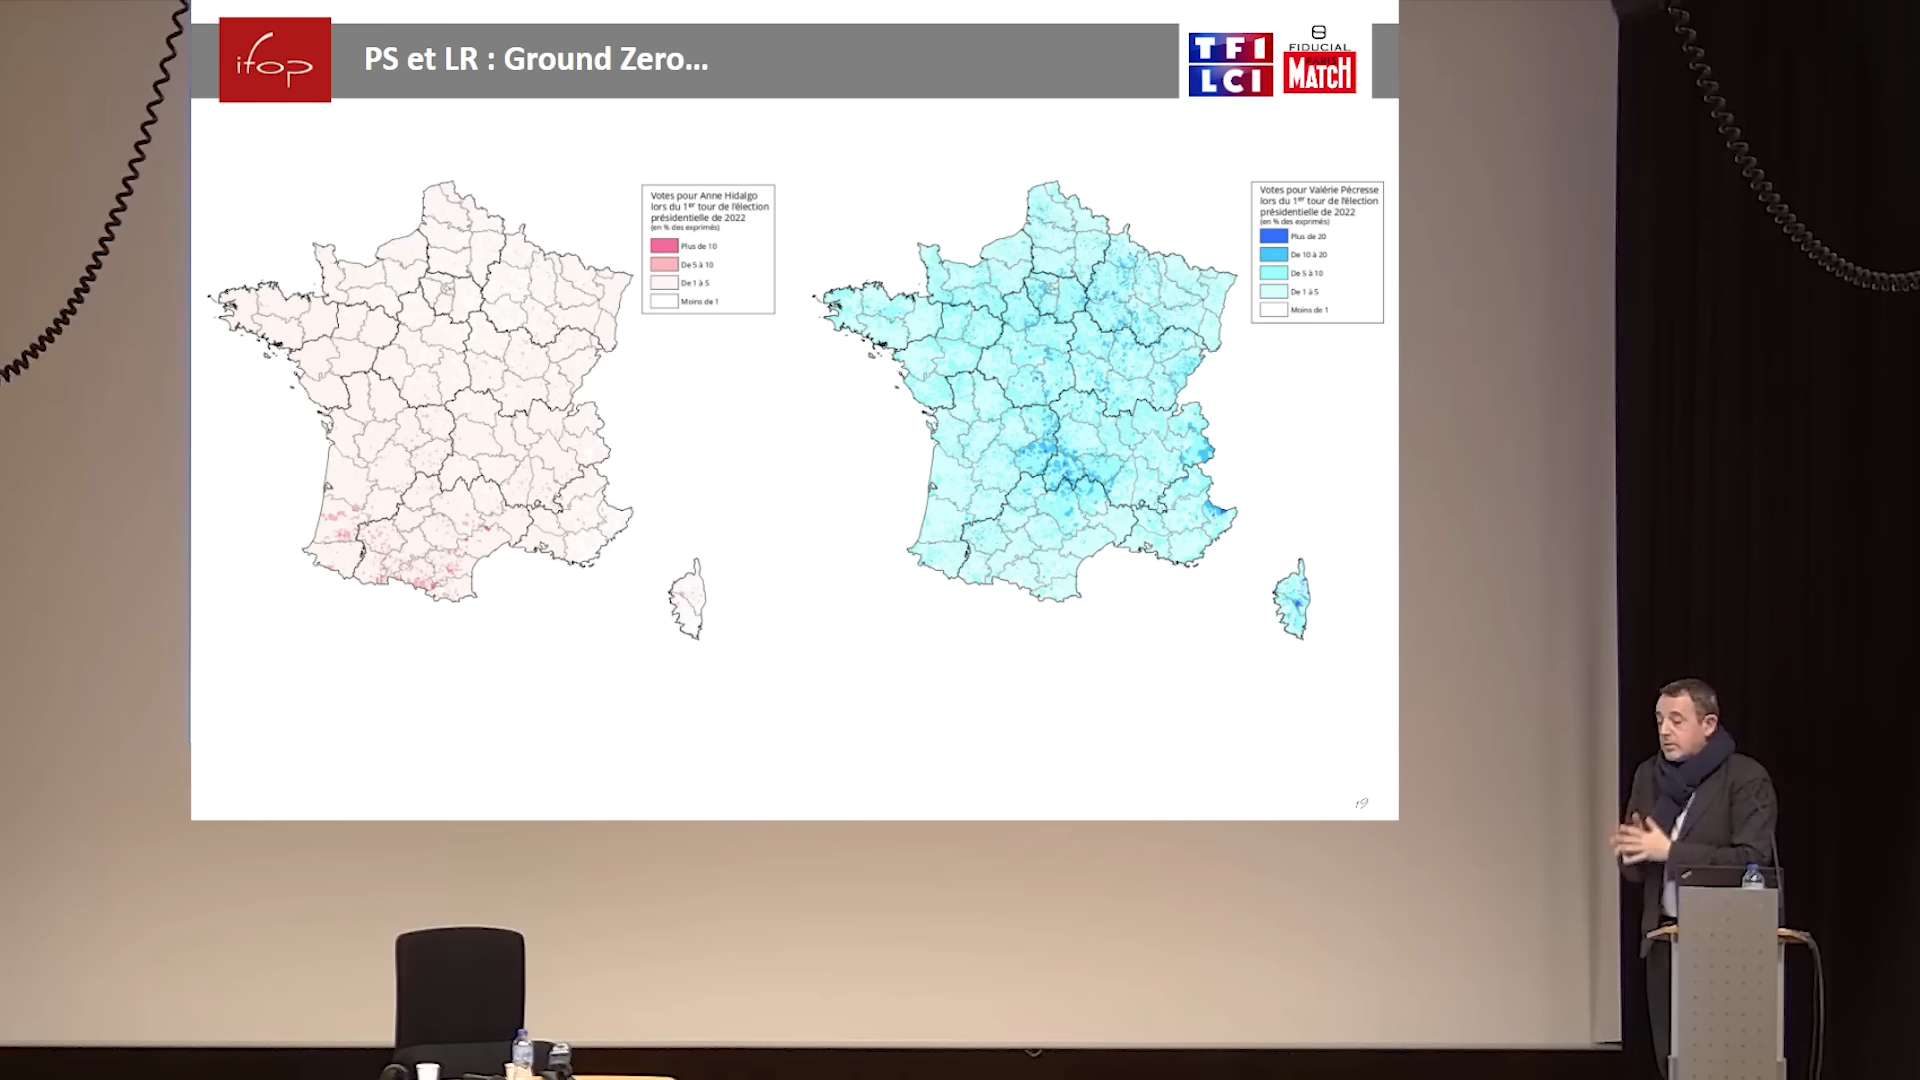 ifop
PS et LR : Ground Zero...
TF1
LCI
FIDUCIAL
PARIS
MATCH
Votes pour Anne Hidalgo
lors du 1er tour de l'élection
présidentielle de 2022
(en % des exprimés)
Plus de 10
De 5 à 10
De 1 à 5
Moins de 1
Votes pour Valérie Pécresse
lors du 1er tour de l'élection
présidentielle de 2022
(en % des exprimés)
Plus de 20
De 10 à 20
De 5 à 10
De 1 à 5
Moins de 1
19